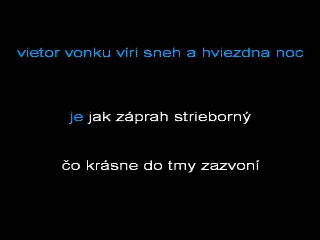 vietor vonku víri sneh a hviezdna noc
je jak záprah strieborný
čo krásne do tmy zazvoní